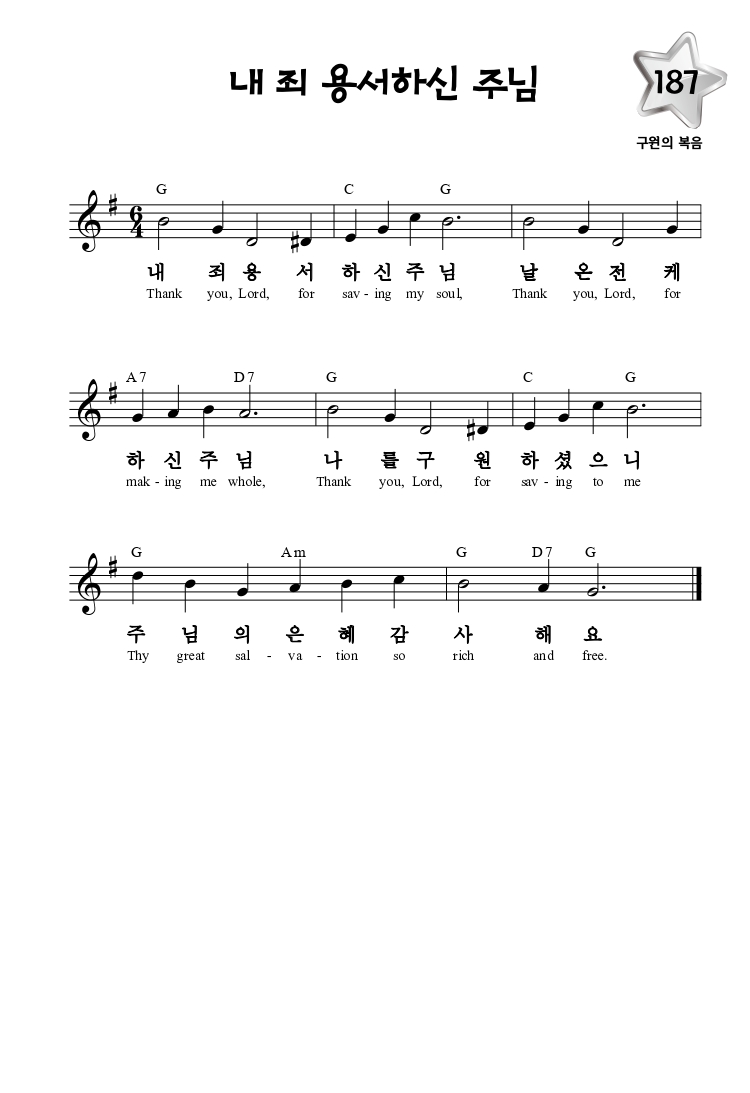 내 죄 용서하신 주님
187
구원의 복음
G C G
6
4
내 죄 용 서 하 신 주 님 날 온 전 케
Thank you, Lord, for sav - ing my soul, Thank you, Lord, for
A7 D7 G C G
하 신 주 님 나 를 구 원 하 셨 으 니
mak - ing me whole, Thank you, Lord, for sav - ing to me
G Am G D7 G
주 님 의 은 혜 감 사 해 요
Thy great sal - va - tion so rich and free.